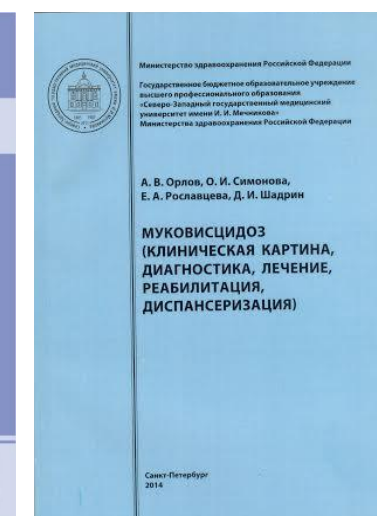 Министерство здравоохранения Российской Федерации
Государственное бюджетное образовательное учреждение
высшего профессионального образования
«Северо-Западный государственный медицинский
университет имени И. И. Мечникова»
Министерства здравоохранения Российской Федерации
А. В. Орлов, О. И. Симонова,
Е. А. Рославцева, Д. И. Шадрин
МУКОВИСЦИДОЗ
(КЛИНИЧЕСКАЯ КАРТИНА,
ДИАГНОСТИКА, ЛЕЧЕНИЕ,
РЕАБИЛИТАЦИЯ,
ДИСПАНСЕРИЗАЦИЯ)
Санкт-Петербург
2014